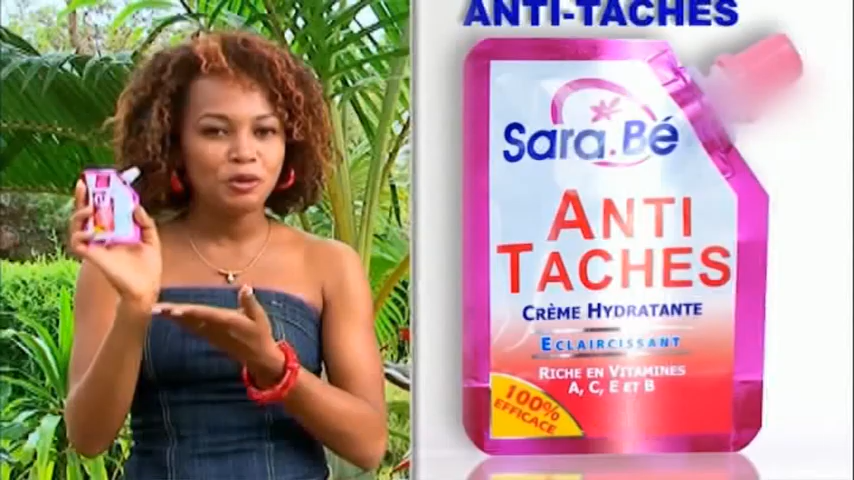 ANTI-TACHES
Sara.Bé
ANTI
TACHES
CRÈME HYDRATANTE
ECLAIRCISSANT
RICHE EN VITAMINES
A, C, E ET B
100%
EFFICACE